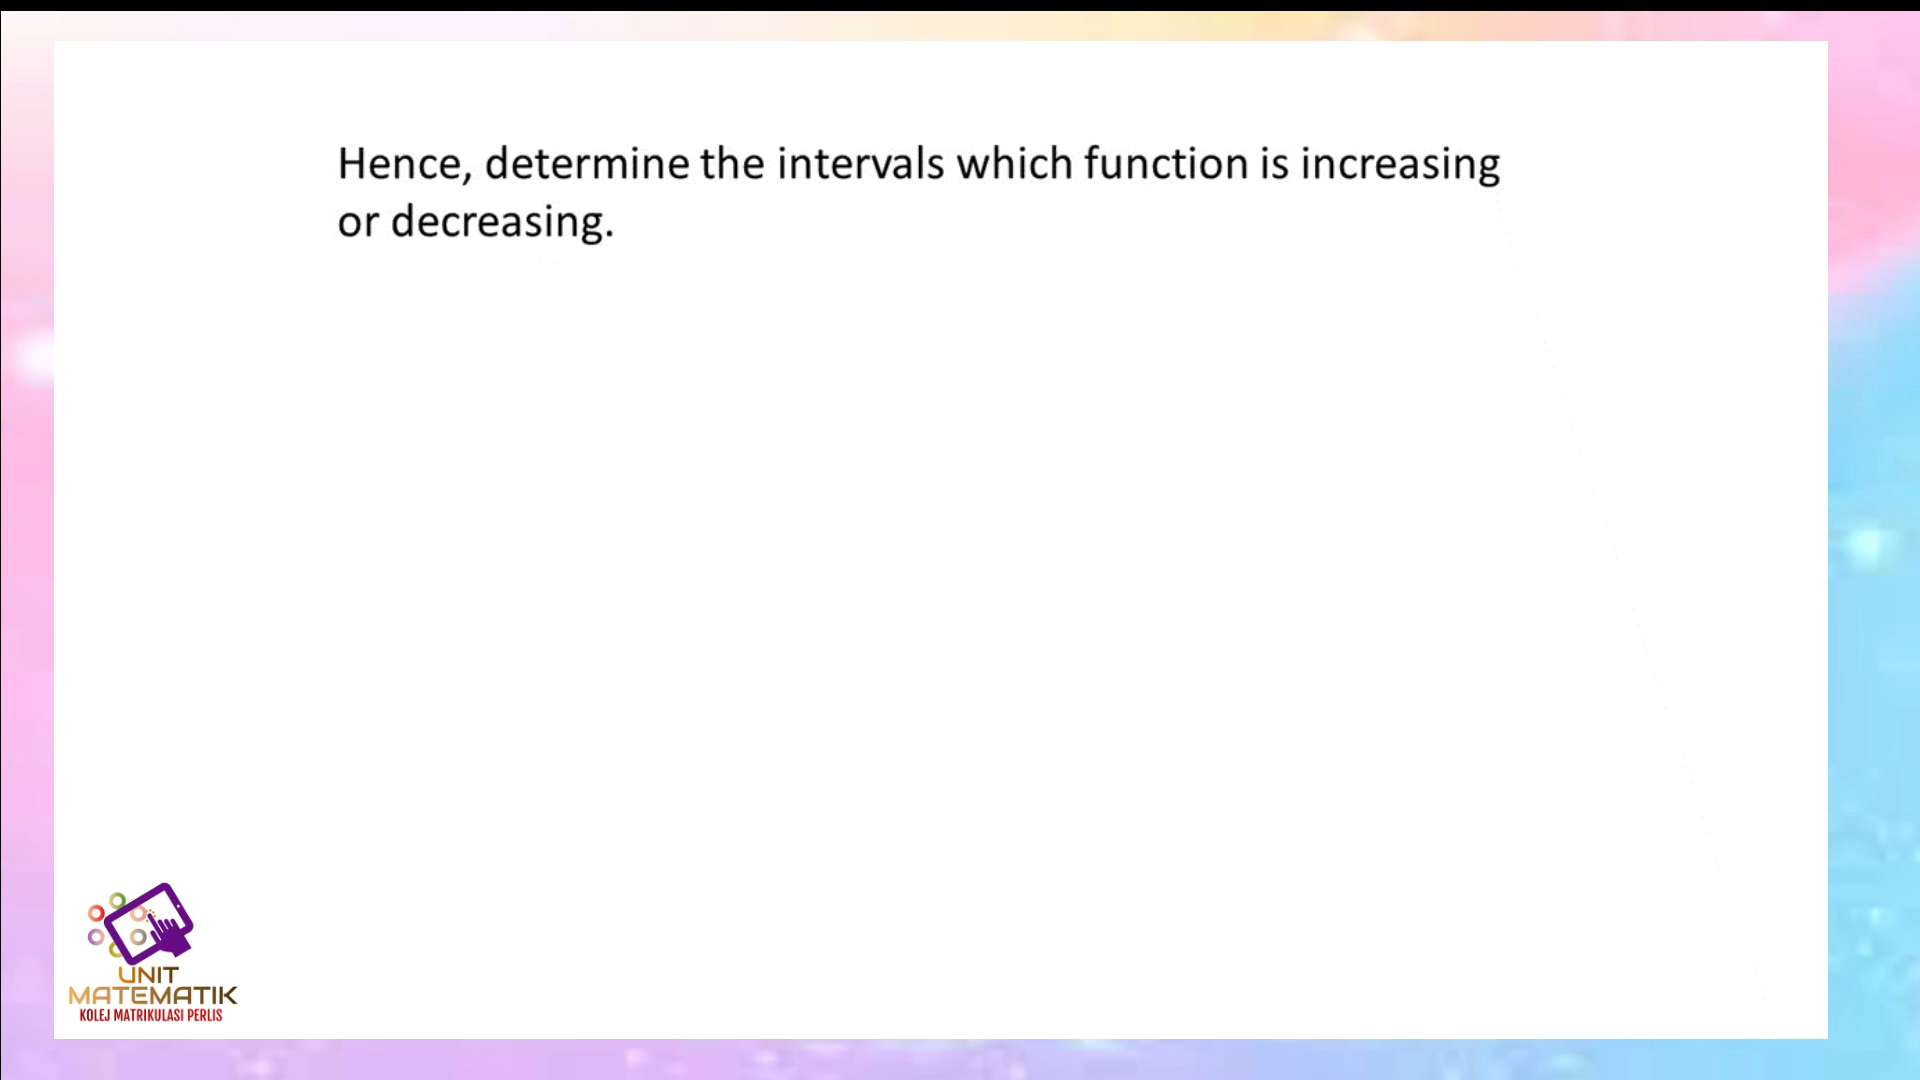 Hence, determine the intervals which function is increasing
or decreasing.
UNIT
MATEMATIK
KOLEJ MATRIKULASI PERLIS